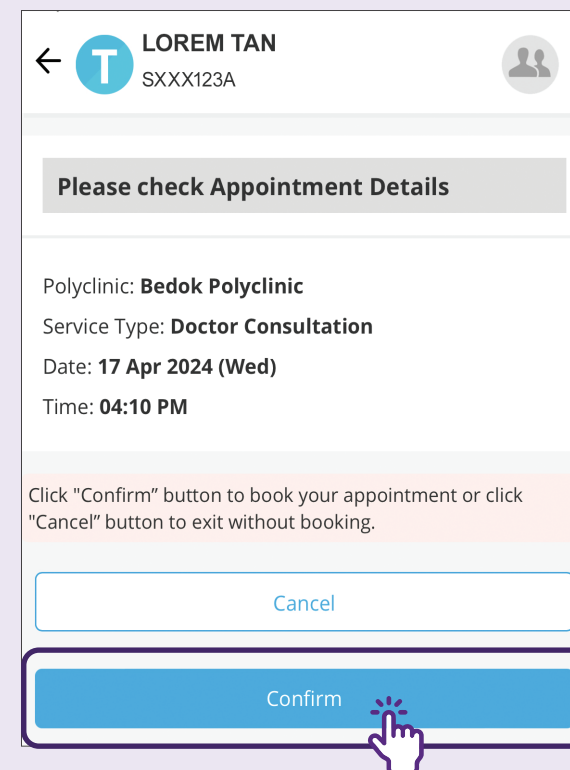 T
LOREM TAN
SXXX123A
Please check Appointment Details
Polyclinic: Bedok Polyclinic
Service Type: Doctor Consultation
Date: 17 Apr 2024 (Wed)
Time: 04:10 PM
Click "Confirm” button to book your appointment or click
"Cancel” button to exit without booking.
Cancel
Confirm